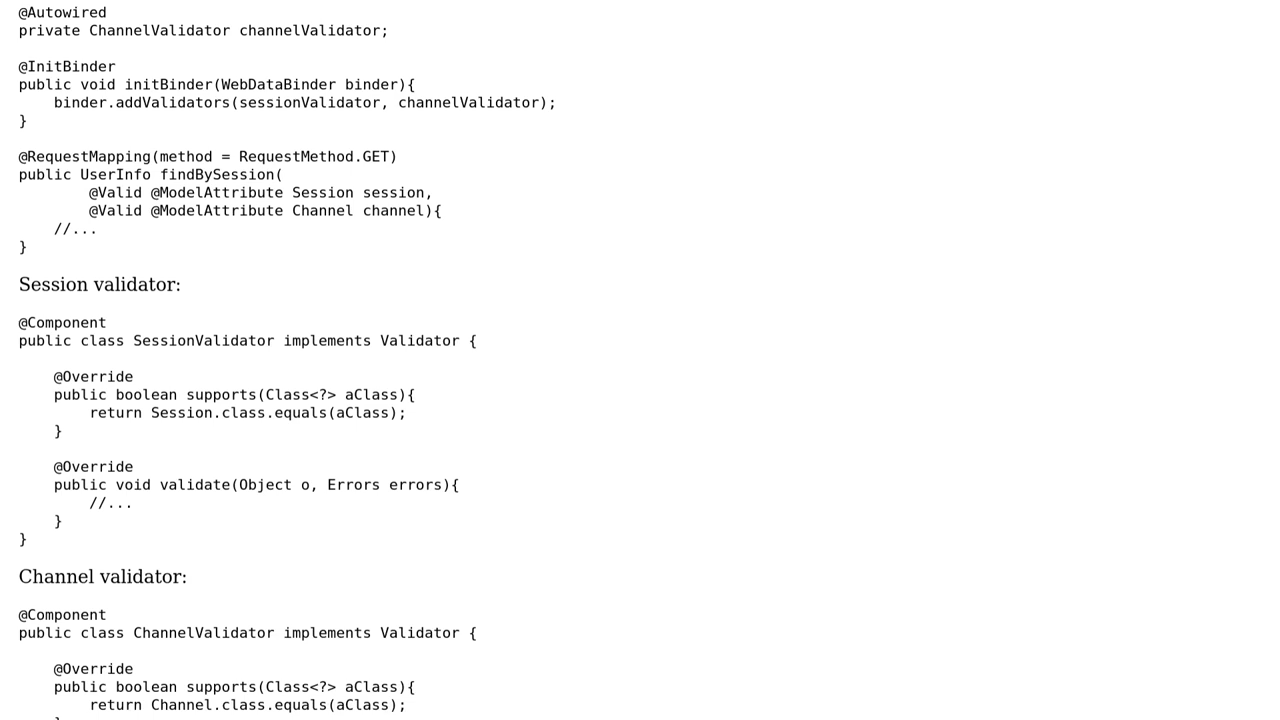 @Autowired
private ChannelValidator channelValidator;

@InitBinder
public void initBinder(WebDataBinder binder){
    binder.addValidators(sessionValidator, channelValidator);
}

@RequestMapping(method = RequestMethod.GET)
public UserInfo findBySession(
        @Valid @ModelAttribute Session session,
        @Valid @ModelAttribute Channel channel){
    //...
}
Session validator:
@Component
public class SessionValidator implements Validator {

    @Override
    public boolean supports(Class<?> aClass){
        return Session.class.equals(aClass);
    }

    @Override
    public void validate(Object o, Errors errors){
        //...
    }
}
Channel validator:
@Component
public class ChannelValidator implements Validator {

    @Override
    public boolean supports(Class<?> aClass){
        return Channel.class.equals(aClass);
    }